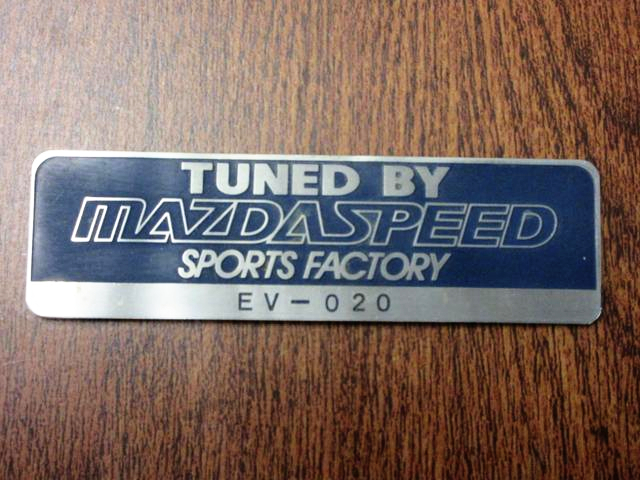 TUNED BY
MAZDASPEED
SPORTS FACTORY
EV-020